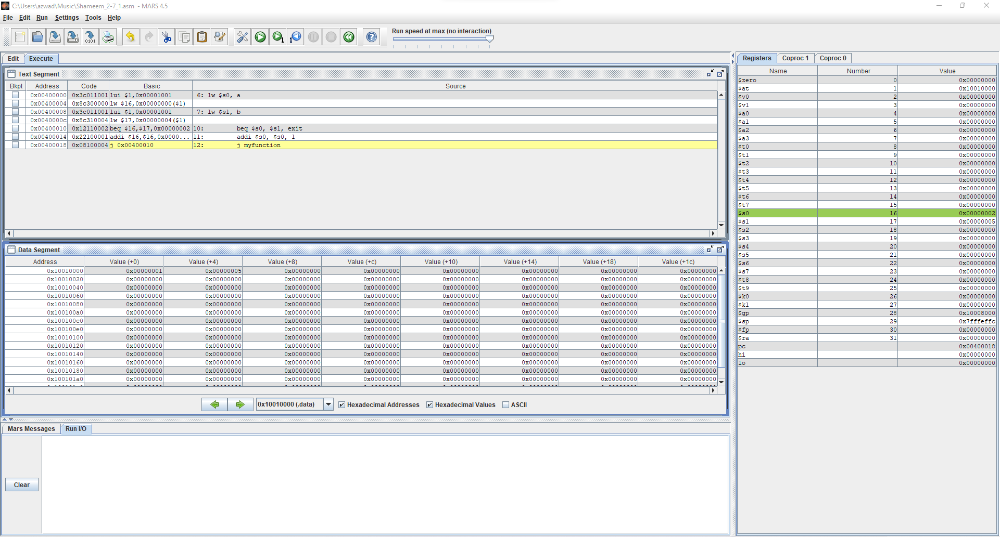 C:\Users\azwad\Music\Shameem_2-7_1.asm - MARS 4.5
File Edit Run Settings Tools Help
0101
1
1
Run speed at max (no interaction)
Edit Execute
Text Segment
Bkpt Address Code Basic Source
0x00400000 0x3c011001 lui $1,0x00001001 6: lw $s0, a
0x00400004 0x8c300000 lw $16,0x00000000($1)
0x00400008 0x3c011001 lui $1,0x00001001 7: lw $s1, b
0x0040000c 0x8c310004 lw $17,0x00000004($1)
0x00400010 0x12110002 beq $16,$17,0x00000002 10: beq $s0, $s1, exit
0x00400014 0x22100001 addi $16,$16,0x0000... 11: addi $s0, $s0, 1
0x00400018 0x08100004 j 0x00400010 12: j myfunction
Data Segment
Address Value (+0) Value (+4) Value (+8) Value (+c) Value (+10) Value (+14) Value (+18) Value (+1c)
0x10010000 0x00000001 0x00000005 0x00000000 0x00000000 0x00000000 0x00000000 0x00000000 0x00000000
0x10010020 0x00000000 0x00000000 0x00000000 0x00000000 0x00000000 0x00000000 0x00000000 0x00000000
0x10010040 0x00000000 0x00000000 0x00000000 0x00000000 0x00000000 0x00000000 0x00000000 0x00000000
0x10010060 0x00000000 0x00000000 0x00000000 0x00000000 0x00000000 0x00000000 0x00000000 0x00000000
0x10010080 0x00000000 0x00000000 0x00000000 0x00000000 0x00000000 0x00000000 0x00000000 0x00000000
0x100100a0 0x00000000 0x00000000 0x00000000 0x00000000 0x00000000 0x00000000 0x00000000 0x00000000
0x100100c0 0x00000000 0x00000000 0x00000000 0x00000000 0x00000000 0x00000000 0x00000000 0x00000000
0x100100e0 0x00000000 0x00000000 0x00000000 0x00000000 0x00000000 0x00000000 0x00000000 0x00000000
0x10010100 0x00000000 0x00000000 0x00000000 0x00000000 0x00000000 0x00000000 0x00000000 0x00000000
0x10010120 0x00000000 0x00000000 0x00000000 0x00000000 0x00000000 0x00000000 0x00000000 0x00000000
0x10010140 0x00000000 0x00000000 0x00000000 0x00000000 0x00000000 0x00000000 0x00000000 0x00000000
0x10010160 0x00000000 0x00000000 0x00000000 0x00000000 0x00000000 0x00000000 0x00000000 0x00000000
0x10010180 0x00000000 0x00000000 0x00000000 0x00000000 0x00000000 0x00000000 0x00000000 0x00000000
0x100101a0 0x00000000 0x00000000 0x00000000 0x00000000 0x00000000 0x00000000 0x00000000 0x00000000
0x10010000 (.data) Hexadecimal Addresses Hexadecimal Values ASCII
Mars Messages Run I/O
Clear
Registers Coproc 1 Coproc 0
Name Number Value
$zero 0 0x00000000
$at 1 0x10010000
$v0 2 0x00000000
$v1 3 0x00000000
$a0 4 0x00000000
$a1 5 0x00000000
$a2 6 0x00000000
$a3 7 0x00000000
$t0 8 0x00000000
$t1 9 0x00000000
$t2 10 0x00000000
$t3 11 0x00000000
$t4 12 0x00000000
$t5 13 0x00000000
$t6 14 0x00000000
$t7 15 0x00000000
$s0 16 0x00000002
$s1 17 0x00000005
$s2 18 0x00000000
$s3 19 0x00000000
$s4 20 0x00000000
$s5 21 0x00000000
$s6 22 0x00000000
$s7 23 0x00000000
$t8 24 0x00000000
$t9 25 0x00000000
$k0 26 0x00000000
$k1 27 0x00000000
$gp 28 0x10008000
$sp 29 0x7fffeffc
$fp 30 0x00000000
$ra 31 0x00000000
pc 0x00400018
hi 0x00000000
lo 0x00000000